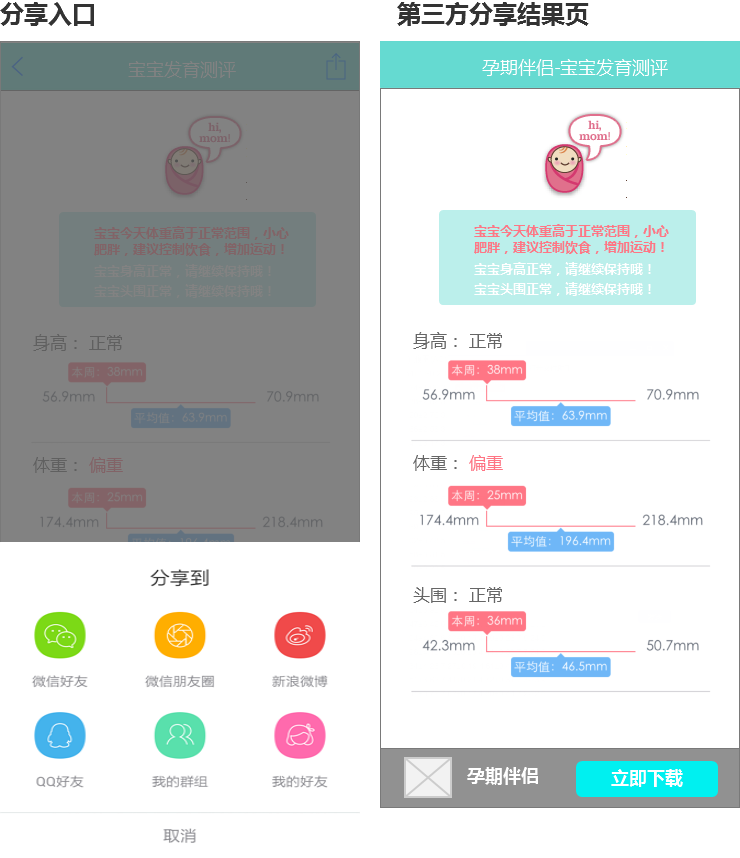 分享入口
宝宝发育测评
hi,
mom!
宝宝今天体重高于正常范围，小心
肥胖，建议控制饮食，增加运动！
宝宝身高正常，请继续保持哦！
宝宝头围正常，请继续保持哦！
身高： 正常
本周：38mm
56.9mm
70.9mm
平均值：63.9mm
体重： 偏重
本周：25mm
174.4mm
218.4mm
分享到
微信好友
微信朋友圈
新浪微博
QQ好友
我的群组
我的好友
取消
第三方分享结果页
孕期伴侣-宝宝发育测评
hi,
mom!
宝宝今天体重高于正常范围，小心
肥胖，建议控制饮食，增加运动！
宝宝身高正常，请继续保持哦！
宝宝头围正常，请继续保持哦！
身高： 正常
本周：38mm
56.9mm
70.9mm
平均值：63.9mm
体重： 偏重
本周：25mm
174.4mm
218.4mm
平均值：196.4mm
头围： 正常
本周：36mm
42.3mm
50.7mm
平均值：46.5mm
孕期伴侣
立即下载